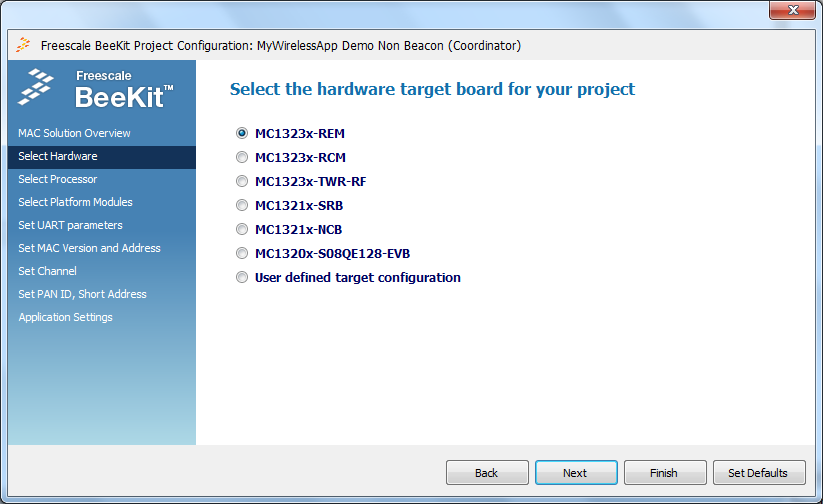 Freescale BeeKit Project Configuration: MyWirelessApp Demo Non Beacon (Coordinator)
Freescale
BeeKit™
MAC Solution Overview
Select Hardware
Select Processor
Select Platform Modules
Set UART parameters
Set MAC Version and Address
Set Channel
Set PAN ID, Short Address
Application Settings
Select the hardware target board for your project
MC1323x-REM
MC1323x-RCM
MC1323x-TWR-RF
MC1321x-SRB
MC1321x-NCB
MC1320x-S08QE128-EVB
User defined target configuration
Back
Next
Finish
Set Defaults